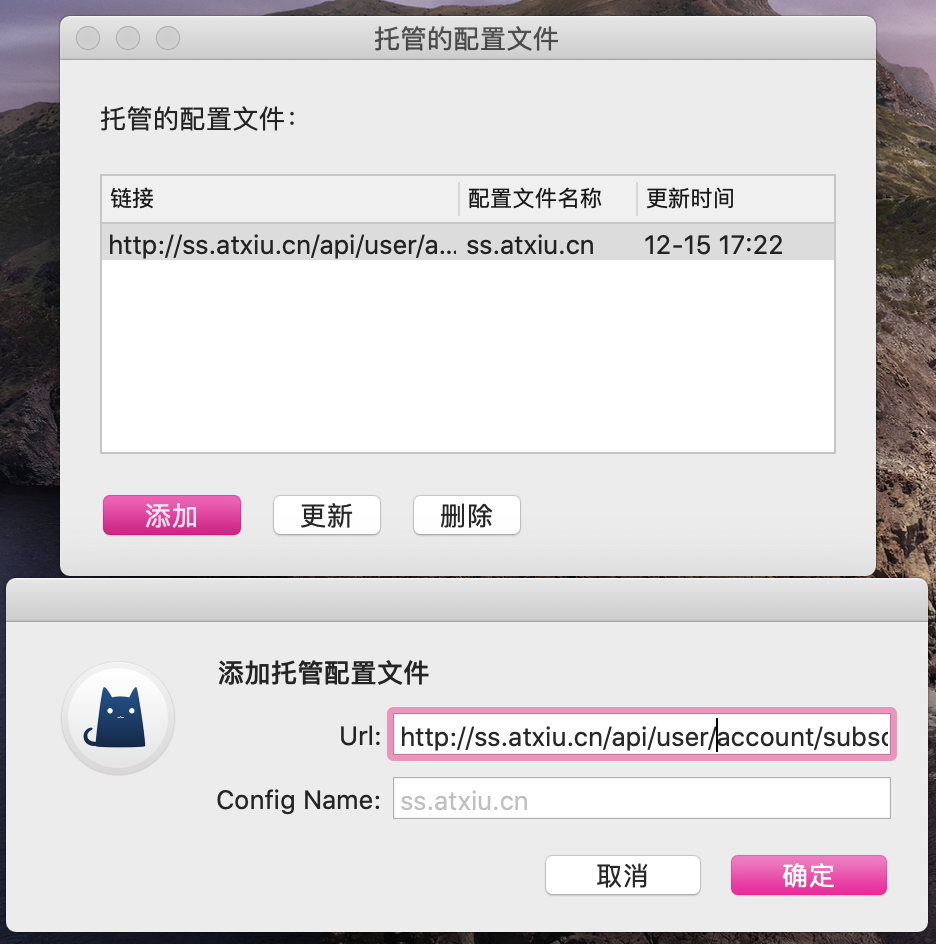 托管的配置文件
托管的配置文件：
链接 配置文件名称 更新时间
http://ss.atxiu.cn/api/user/a... ss.atxiu.cn 12-15 17:22
添加 更新 删除
添加托管配置文件
Url: http://ss.atxiu.cn/api/user/account/subsc
Config Name: ss.atxiu.cn
取消 确定